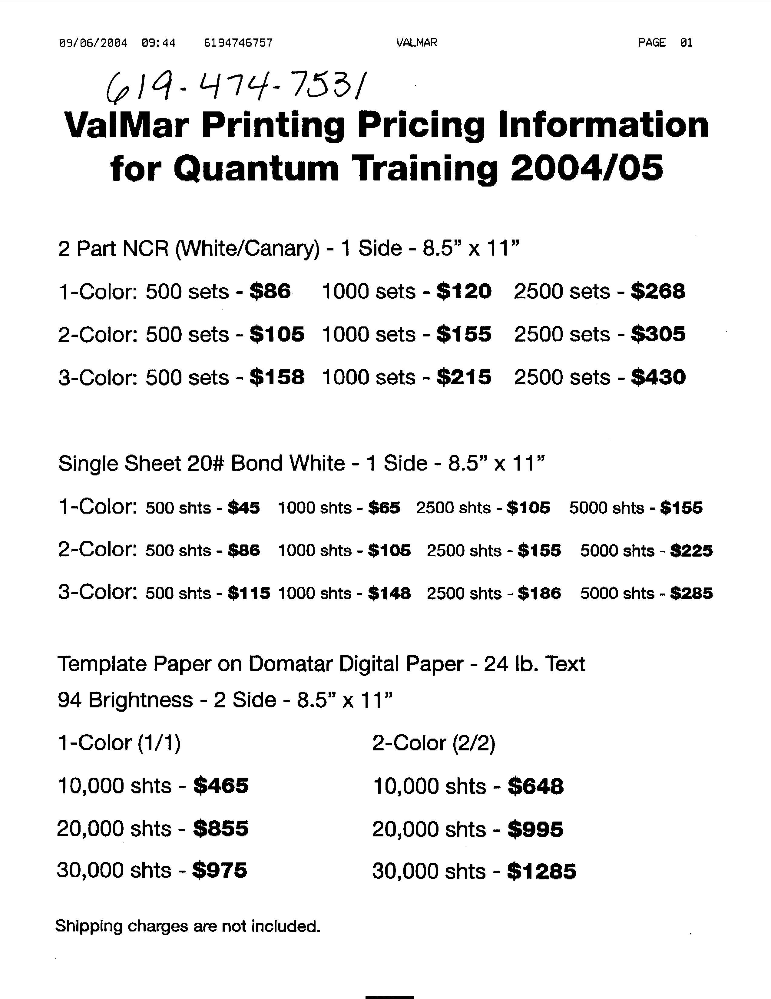 09/06/2004 09:44 6194746757 VALMAR PAGE 01
619-474-7531
ValMar Printing Pricing Information
for Quantum Training 2004/05
2 Part NCR (White/Canary) - 1 Side - 8.5" x 11"
1-Color: 500 sets - $86 1000 sets - $120 2500 sets - $268
2-Color: 500 sets - $105 1000 sets - $155 2500 sets - $305
3-Color: 500 sets - $158 1000 sets - $215 2500 sets - $430
Single Sheet 20# Bond White - 1 Side - 8.5" x 11"
1-Color: 500 shts - $45 1000 shts - $65 2500 shts - $105 5000 shts - $155
2-Color: 500 shts - $86 1000 shts - $105 2500 shts - $155 5000 shts - $225
3-Color: 500 shts - $115 1000 shts - $148 2500 shts - $186 5000 shts - $285
Template Paper on Domatar Digital Paper - 24 lb. Text
94 Brightness - 2 Side - 8.5" x 11"
1-Color (1/1) 2-Color (2/2)
10,000 shts - $465 10,000 shts - $648
20,000 shts - $855 20,000 shts - $995
30,000 shts - $975 30,000 shts - $1285
Shipping charges are not included.